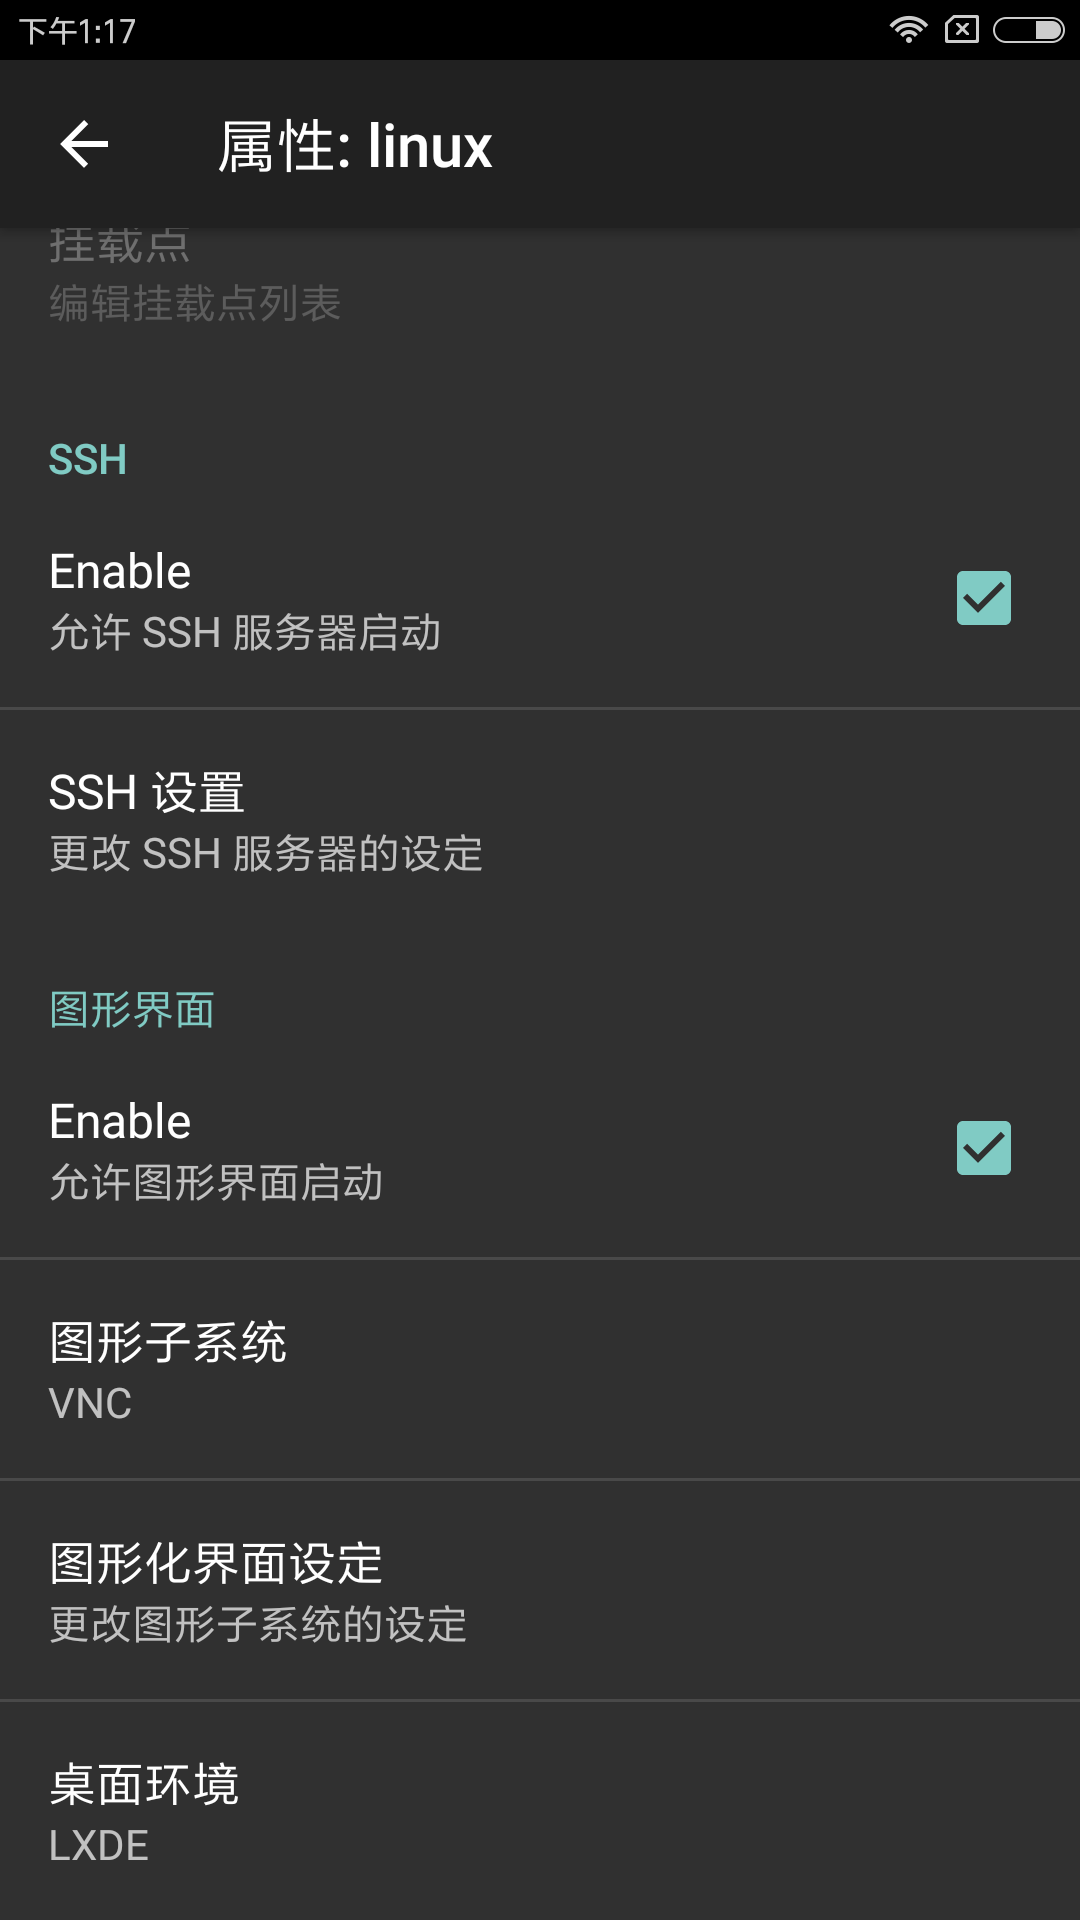 下午1:17
属性: linux
挂载点
编辑挂载点列表
SSH
Enable
允许 SSH 服务器启动
SSH 设置
更改 SSH 服务器的设定
图形界面
Enable
允许图形界面启动
图形子系统
VNC
图形化界面设定
更改图形子系统的设定
桌面环境
LXDE